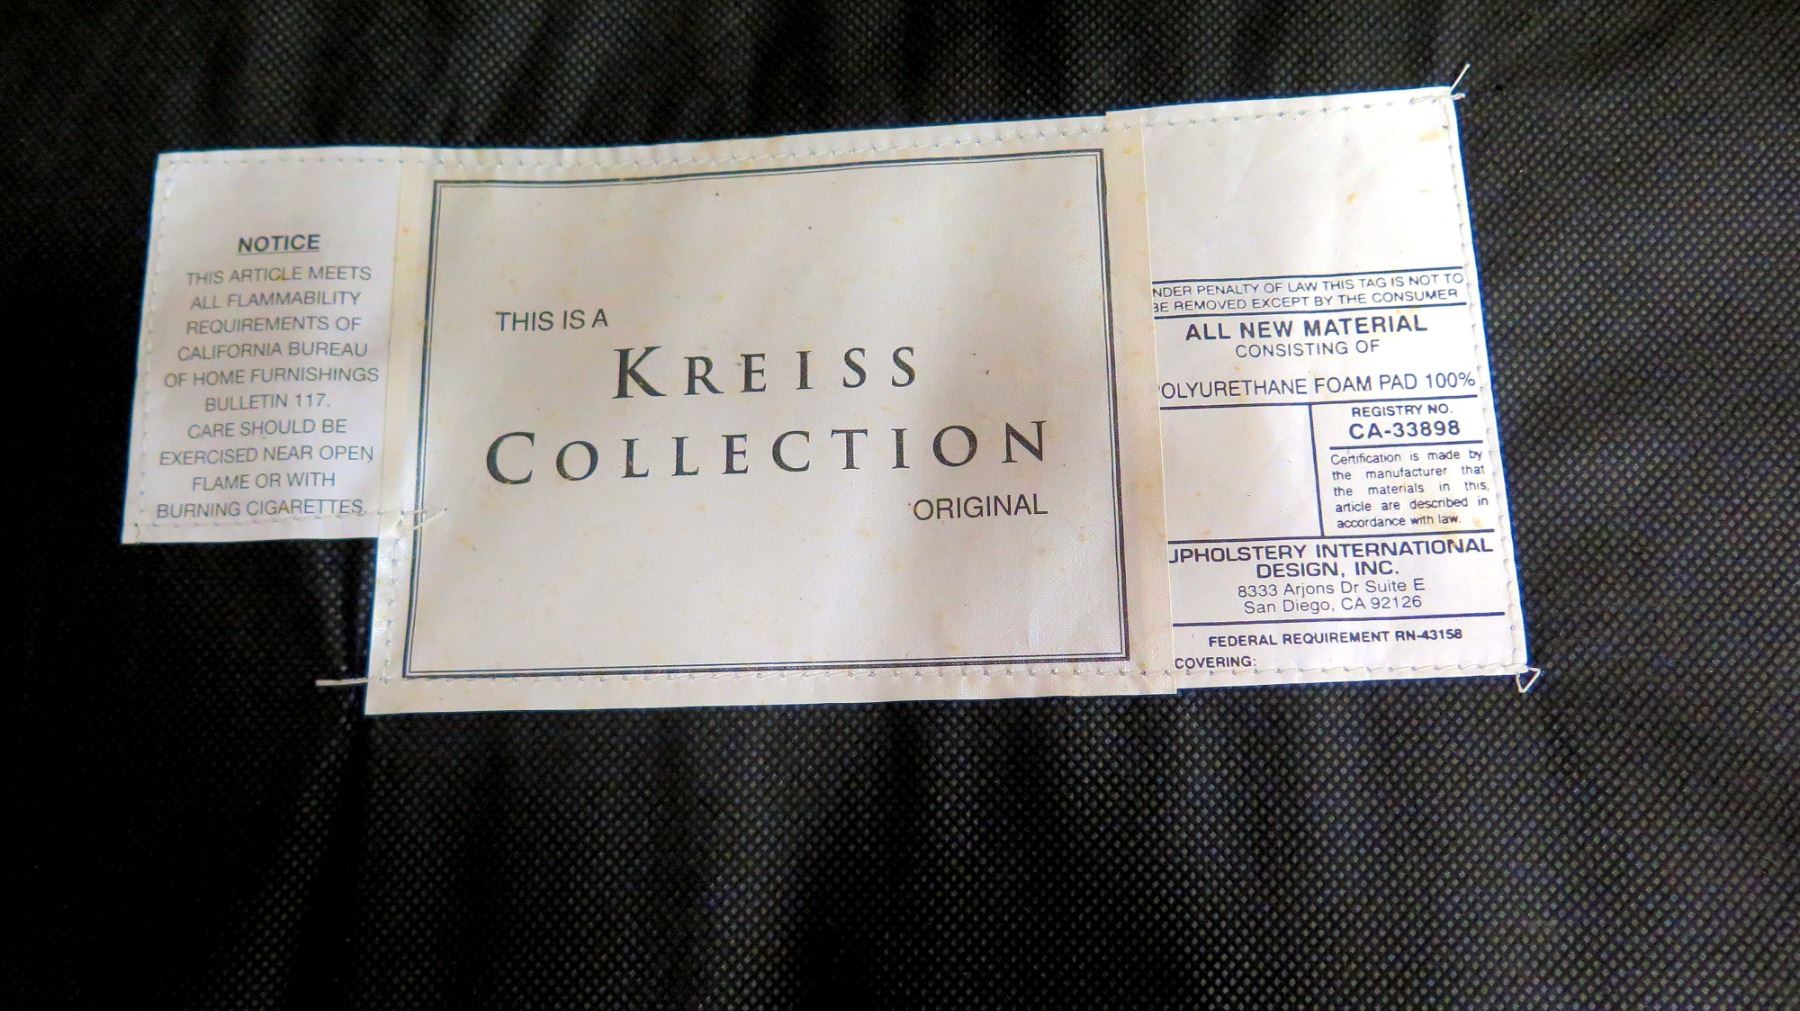 NOTICE
THIS ARTICLE MEETS
ALL FLAMMABILITY
REQUIREMENTS OF
CALIFORNIA BUREAU
OF HOME FURNISHINGS
BULLETIN 117.
CARE SHOULD BE
EXERCISED NEAR OPEN
FLAME OR WITH
BURNING CIGARETTES.
THIS IS A
KREISS
COLLECTION
ORIGINAL
NDER PENALTY OF LAW THIS TAG IS NOT TO
BE REMOVED EXCEPT BY THE CONSUMER
ALL NEW MATERIAL
CONSISTING OF
OLYURETHANE FOAM PAD 100%
REGISTRY NO.
CA-33898
Certification is made by
the manufacturer that
the materials in this,
article are described in
accordance with law.
UPHOLSTERY INTERNATIONAL
DESIGN, INC.
8333 Arjons Dr Suite E
San Diego, CA 92126
FEDERAL REQUIREMENT RN-43158
COVERING: